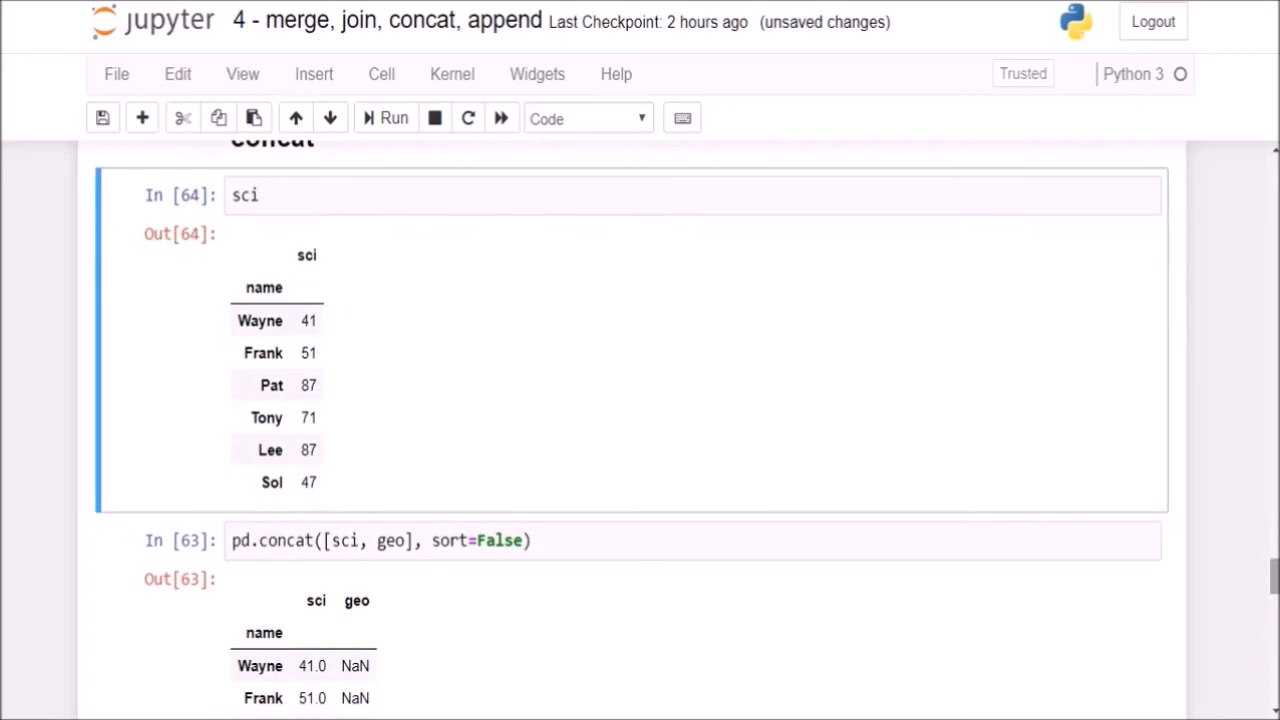 jupyter 4 - merge, join, concat, append Last Checkpoint: 2 hours ago (unsaved changes) Logout
File Edit View Insert Cell Kernel Widgets Help Trusted Python 3
Run Code
concat
In [64]: sci
Out[64]:
sci
name
Wayne 41
Frank 51
Pat 87
Tony 71
Lee 87
Sol 47
In [63]: pd.concat([sci, geo], sort=False)
Out[63]:
sci geo
name
Wayne 41.0 NaN
Frank 51.0 NaN